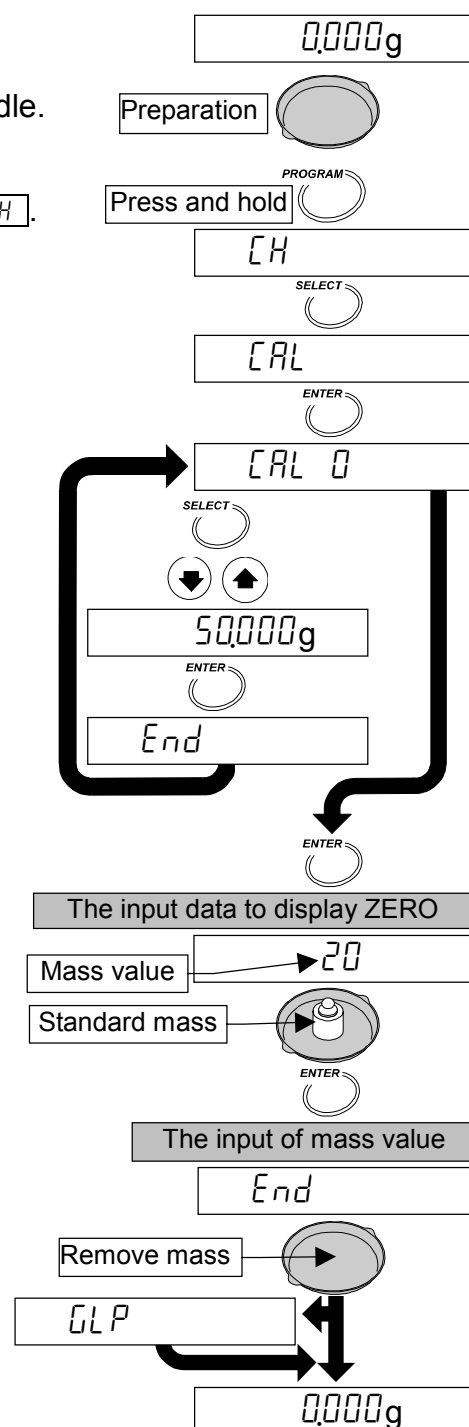 0.000g
dle.
Preparation
PROGRAM
H .
Press and hold
CH
SELECT
CAL
ENTER
CAL 0
SELECT
50.000g
ENTER
End
ENTER
The input data to display ZERO
20
Mass value
Standard mass
ENTER
The input of mass value
End
Remove mass
GLP
0.000g